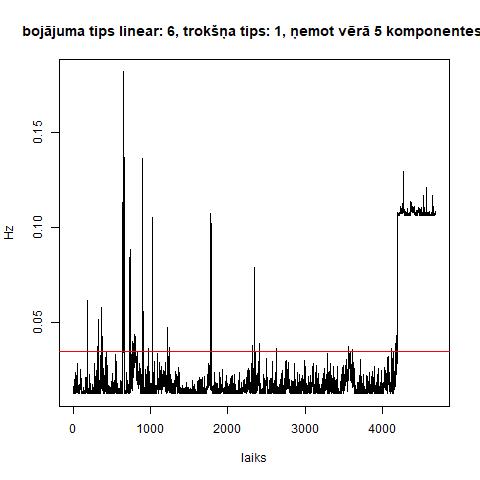 bojājuma tips linear: 6, trokšņa tips: 1, ņemot vērā 5 komponentes
0.15
0.10
0.05
Hz
0 1000 2000 3000 4000
laiks